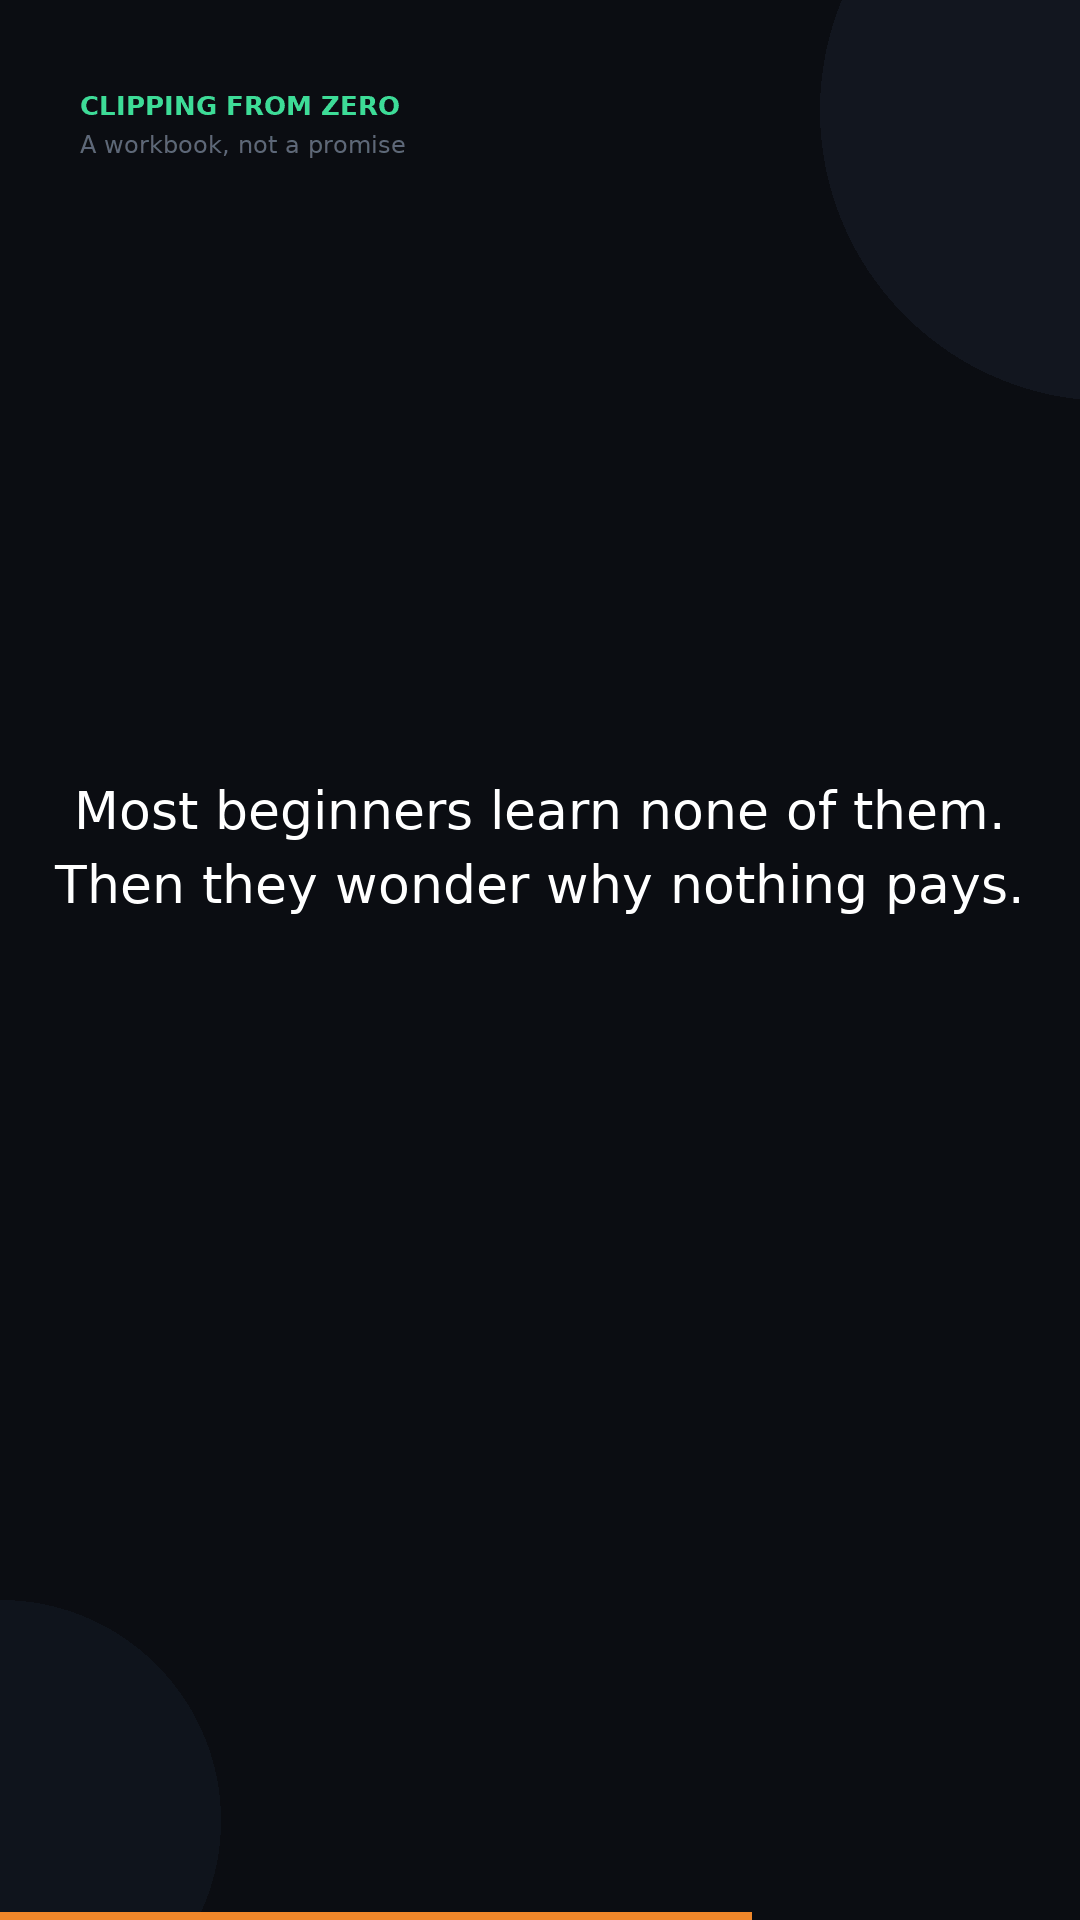 CLIPPING FROM ZERO
A workbook, not a promise
Most beginners learn none of them.
Then they wonder why nothing pays.